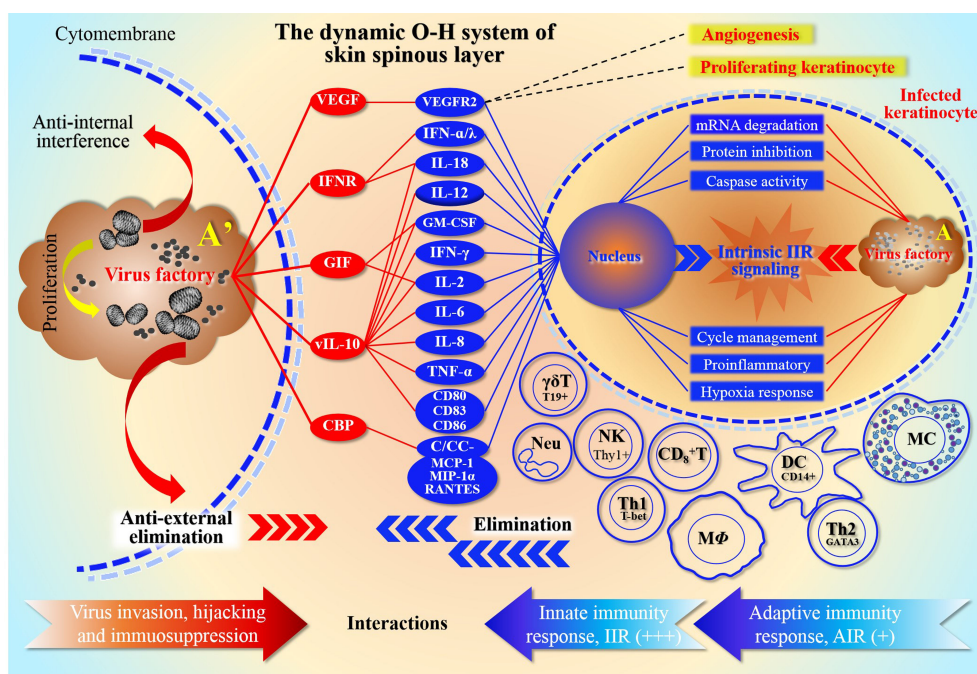 Cytomembrane
The dynamic O-H system of
skin spinous layer
Angiogenesis
Proliferating keratinocyte
Infected
keratinocyte
Anti-internal
interference
Proliferation
A’
Virus factory
VEGF
IFNR
GIF
vIL-10
CBP
VEGFR2
IFN-α/λ
IL-18
IL-12
GM-CSF
IFN-γ
IL-2
IL-6
IL-8
TNF-α
CD80
CD83
CD86
C/CC-
MCP-1
MIP-1α
RANTES
mRNA degradation
Protein inhibition
Caspase activity
Nucleus
Intrinsic IIR
signaling
A
Virus factory
Cycle management
Proinflammatory
Hypoxia response
γδT
T19+
Neu
NK
Thy1+
CD8+T
Th1
T-bet
MΦ
DC
CD14+
Th2
GATA3
MC
Anti-external
elimination
Elimination
Virus invasion, hijacking
and immuosuppression
Interactions
Innate immunity
response, IIR (+++)
Adaptive immunity
response, AIR (+)